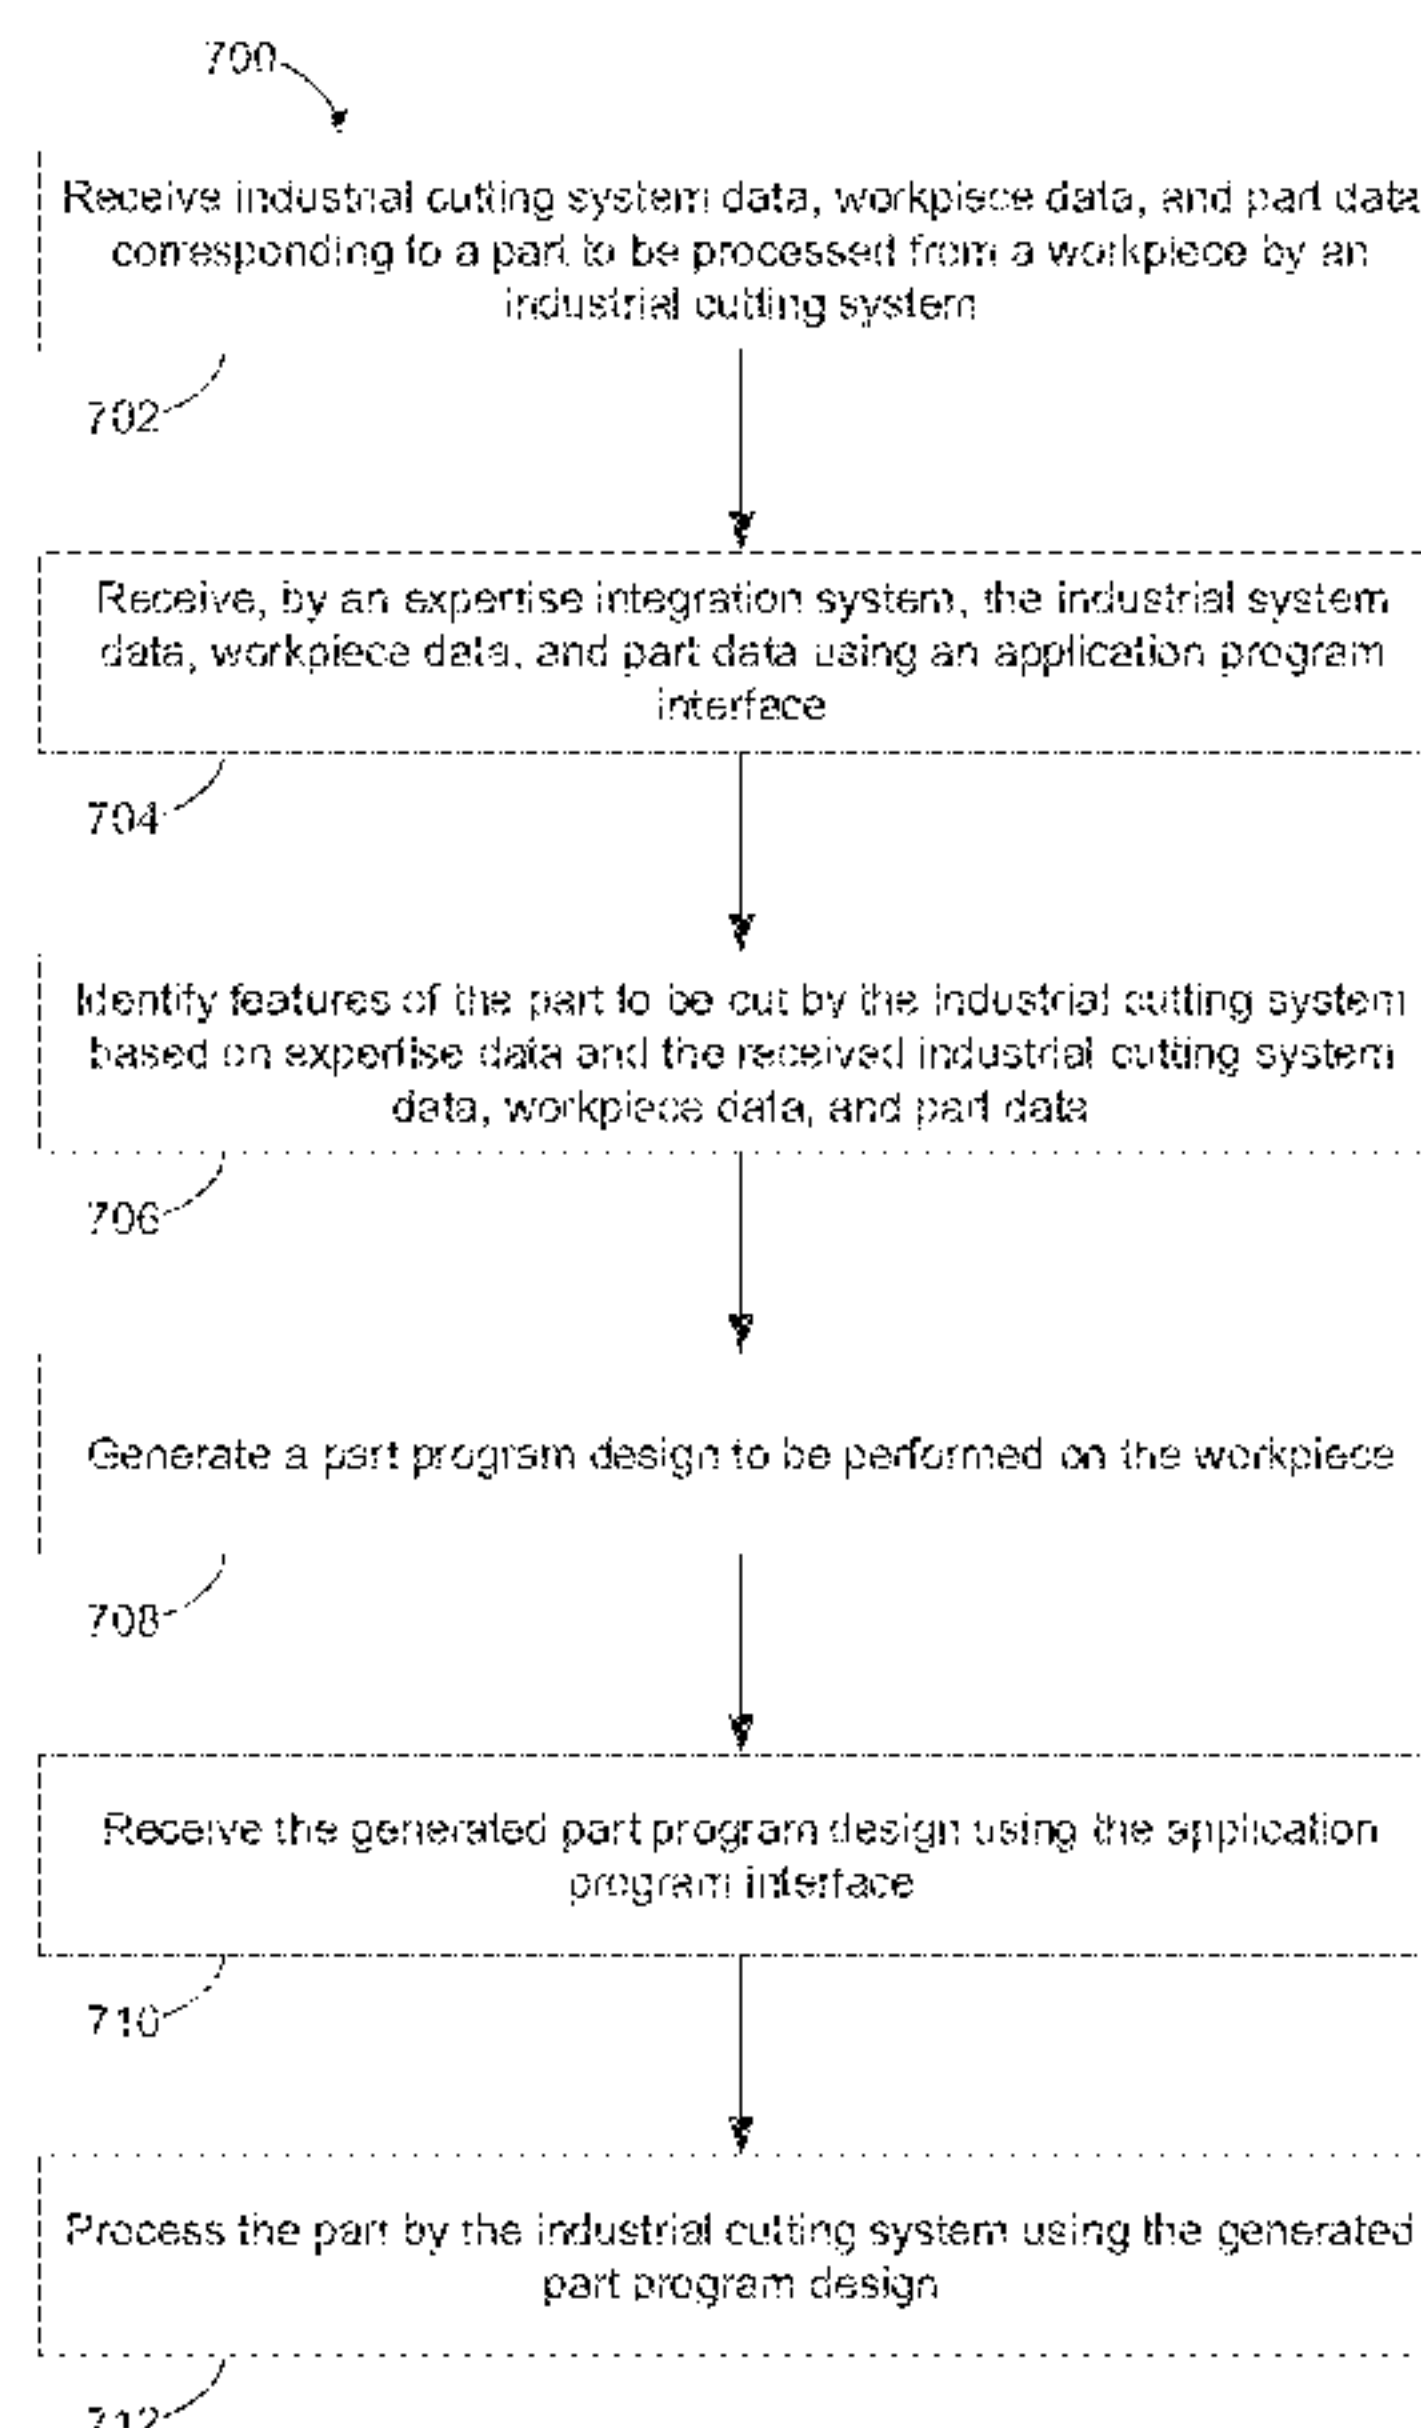 700
Receive industrial cutting system data, workpiece data, and part data
corresponding to a part to be processed from a workpiece by an
industrial cutting system
702
Receive, by an expertise integration system, the industrial system
data, workpiece data, and part data using an application program
interface
704
Identify features of the part to be cut by the industrial cutting system
based on expertise data and the received industrial cutting system
data, workpiece data, and part data
706
Generate a part program design to be performed on the workpiece
708
Receive the generated part program design using the application
program interface
710
Process the part by the industrial cutting system using the generated
part program design
712